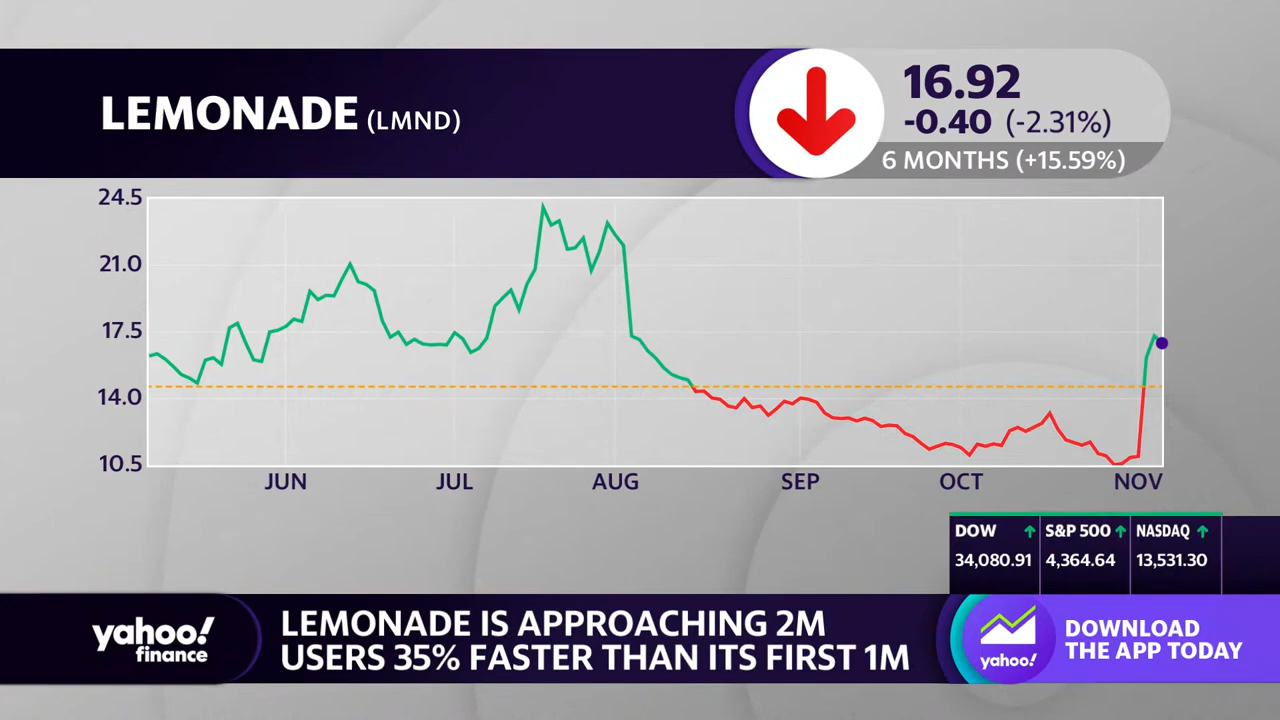 LEMONADE (LMND)
16.92
-0.40 (-2.31%)
6 MONTHS (+15.59%)
24.5
21.0
17.5
14.0
10.5
JUN JUL AUG SEP OCT NOV
DOW S&P 500 NASDAQ
34,080.91 4,364.64 13,531.30
yahoo!
finance
LEMONADE IS APPROACHING 2M
USERS 35% FASTER THAN ITS FIRST 1M
yahoo!
DOWNLOAD
THE APP TODAY